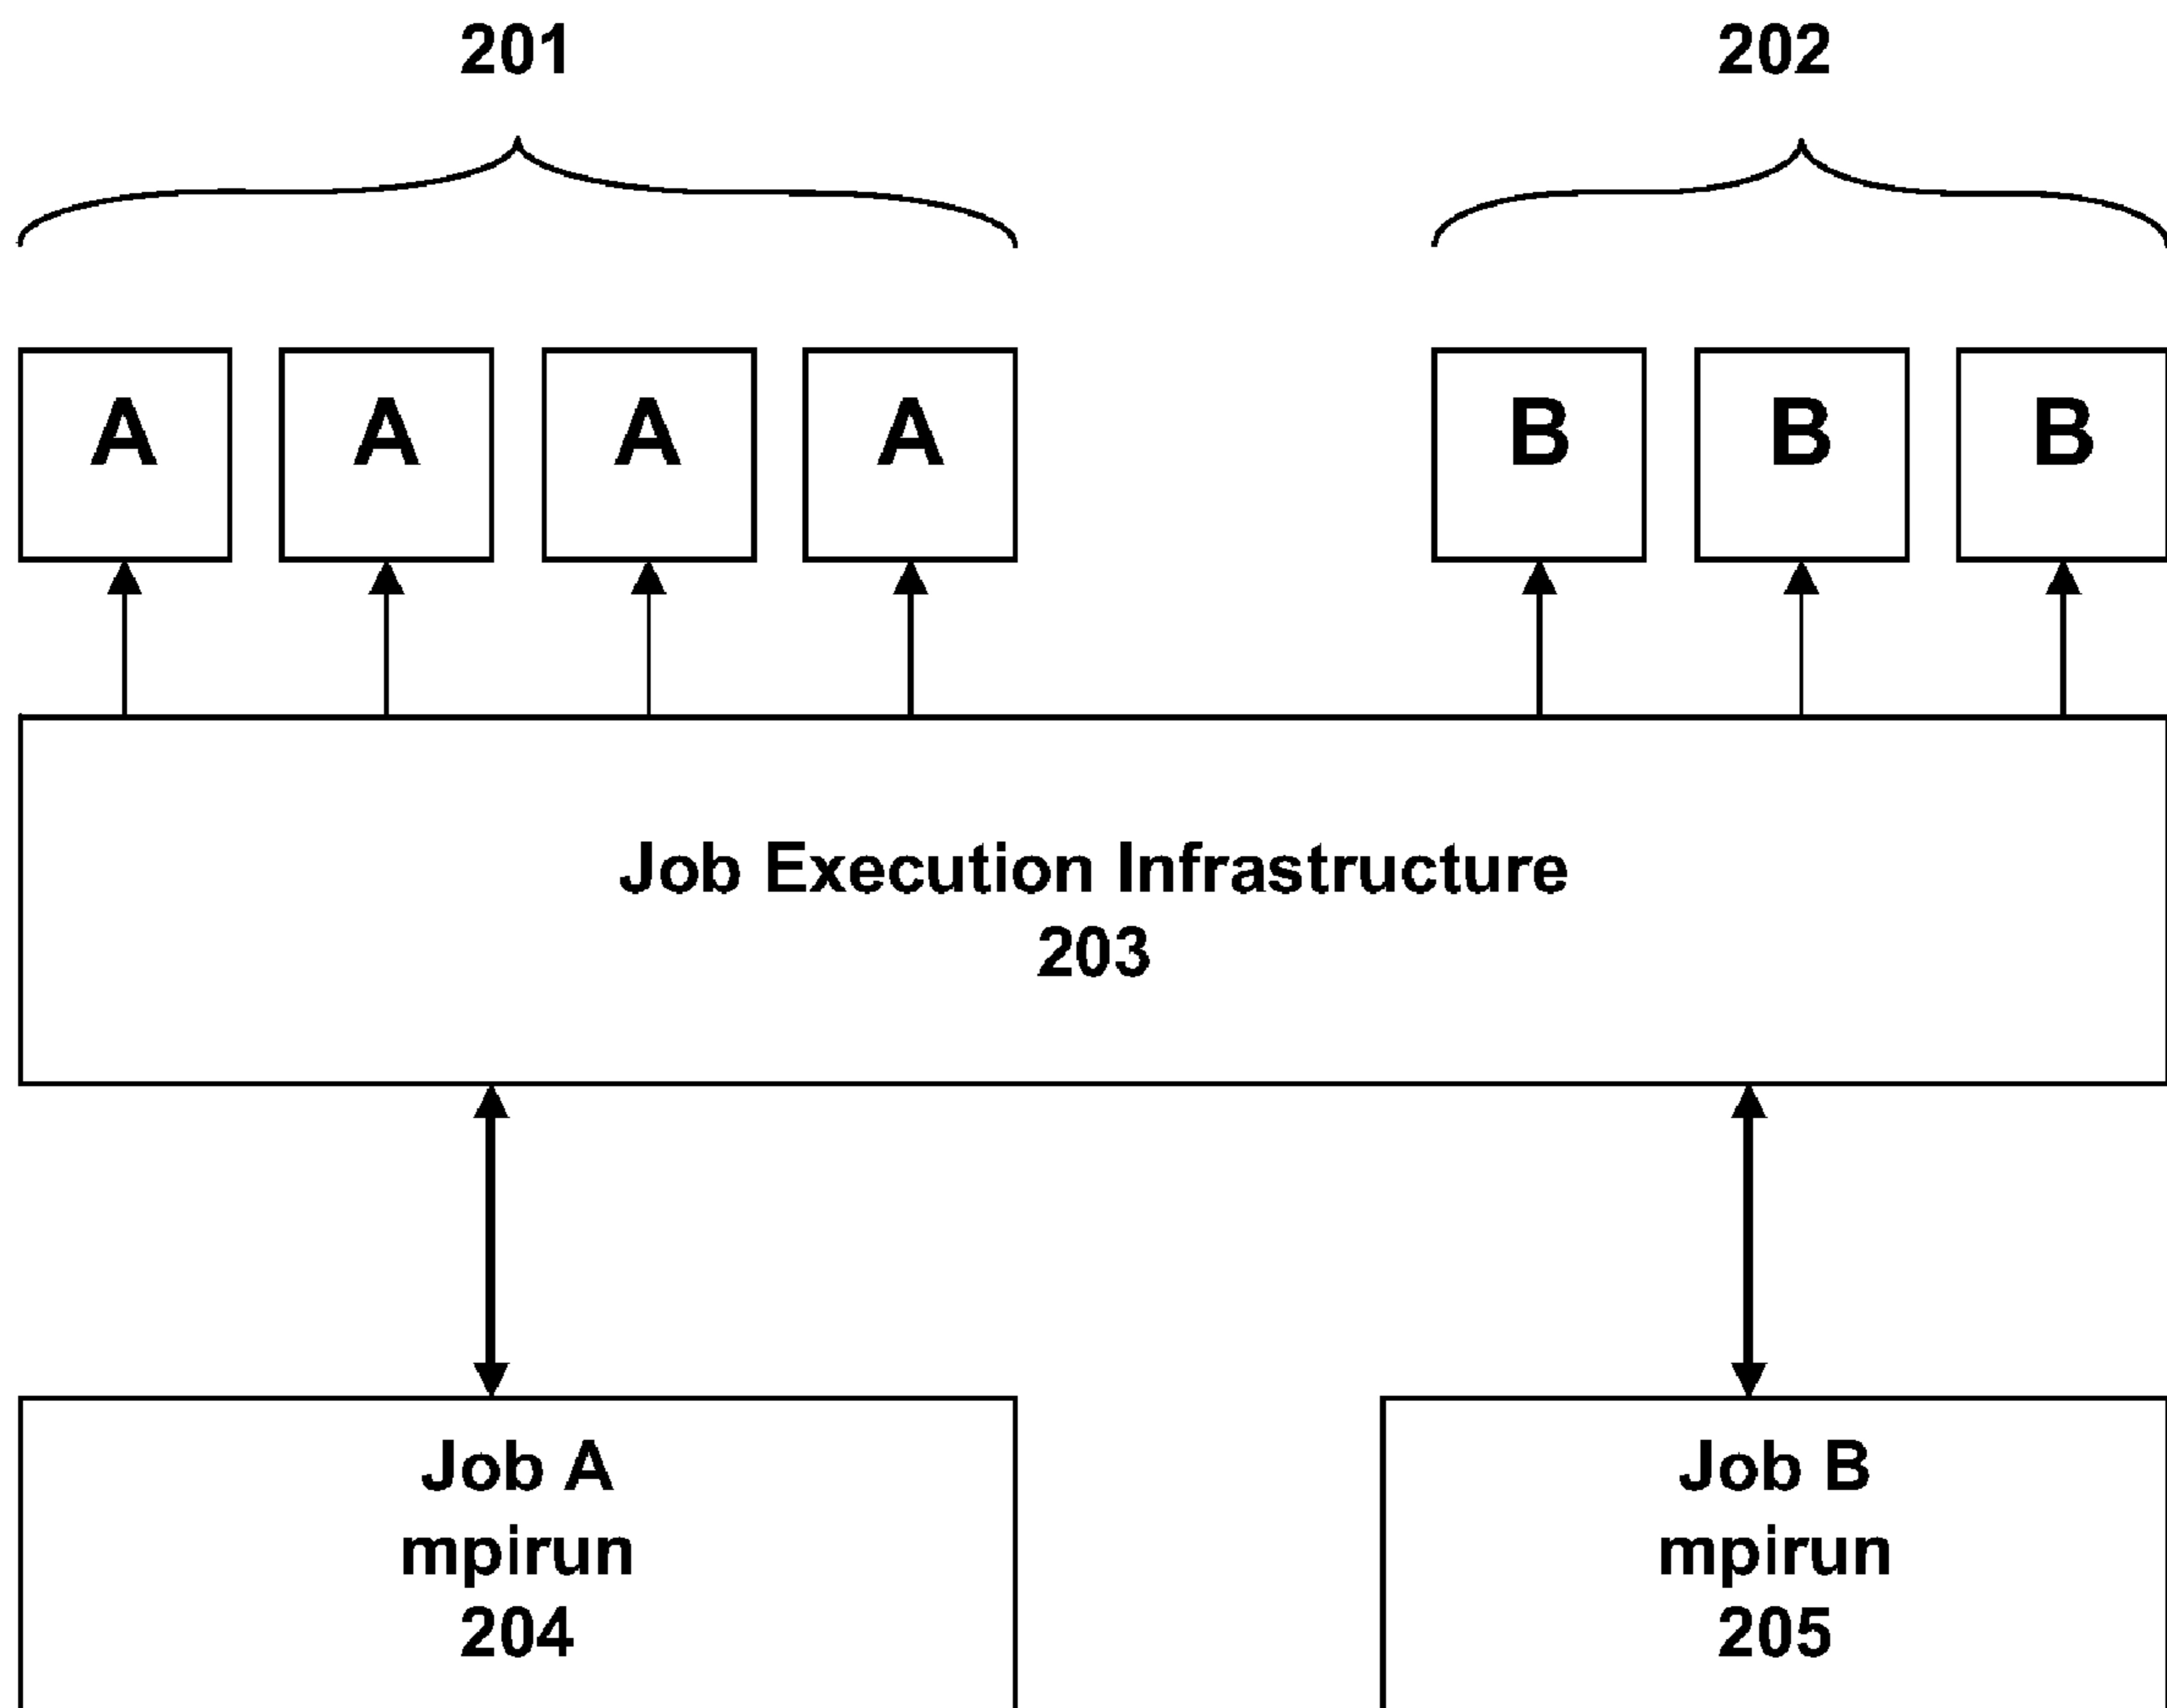 201 202
A A A A B B B
Job Execution Infrastructure
203
Job A
mpirun
204
Job B
mpirun
205